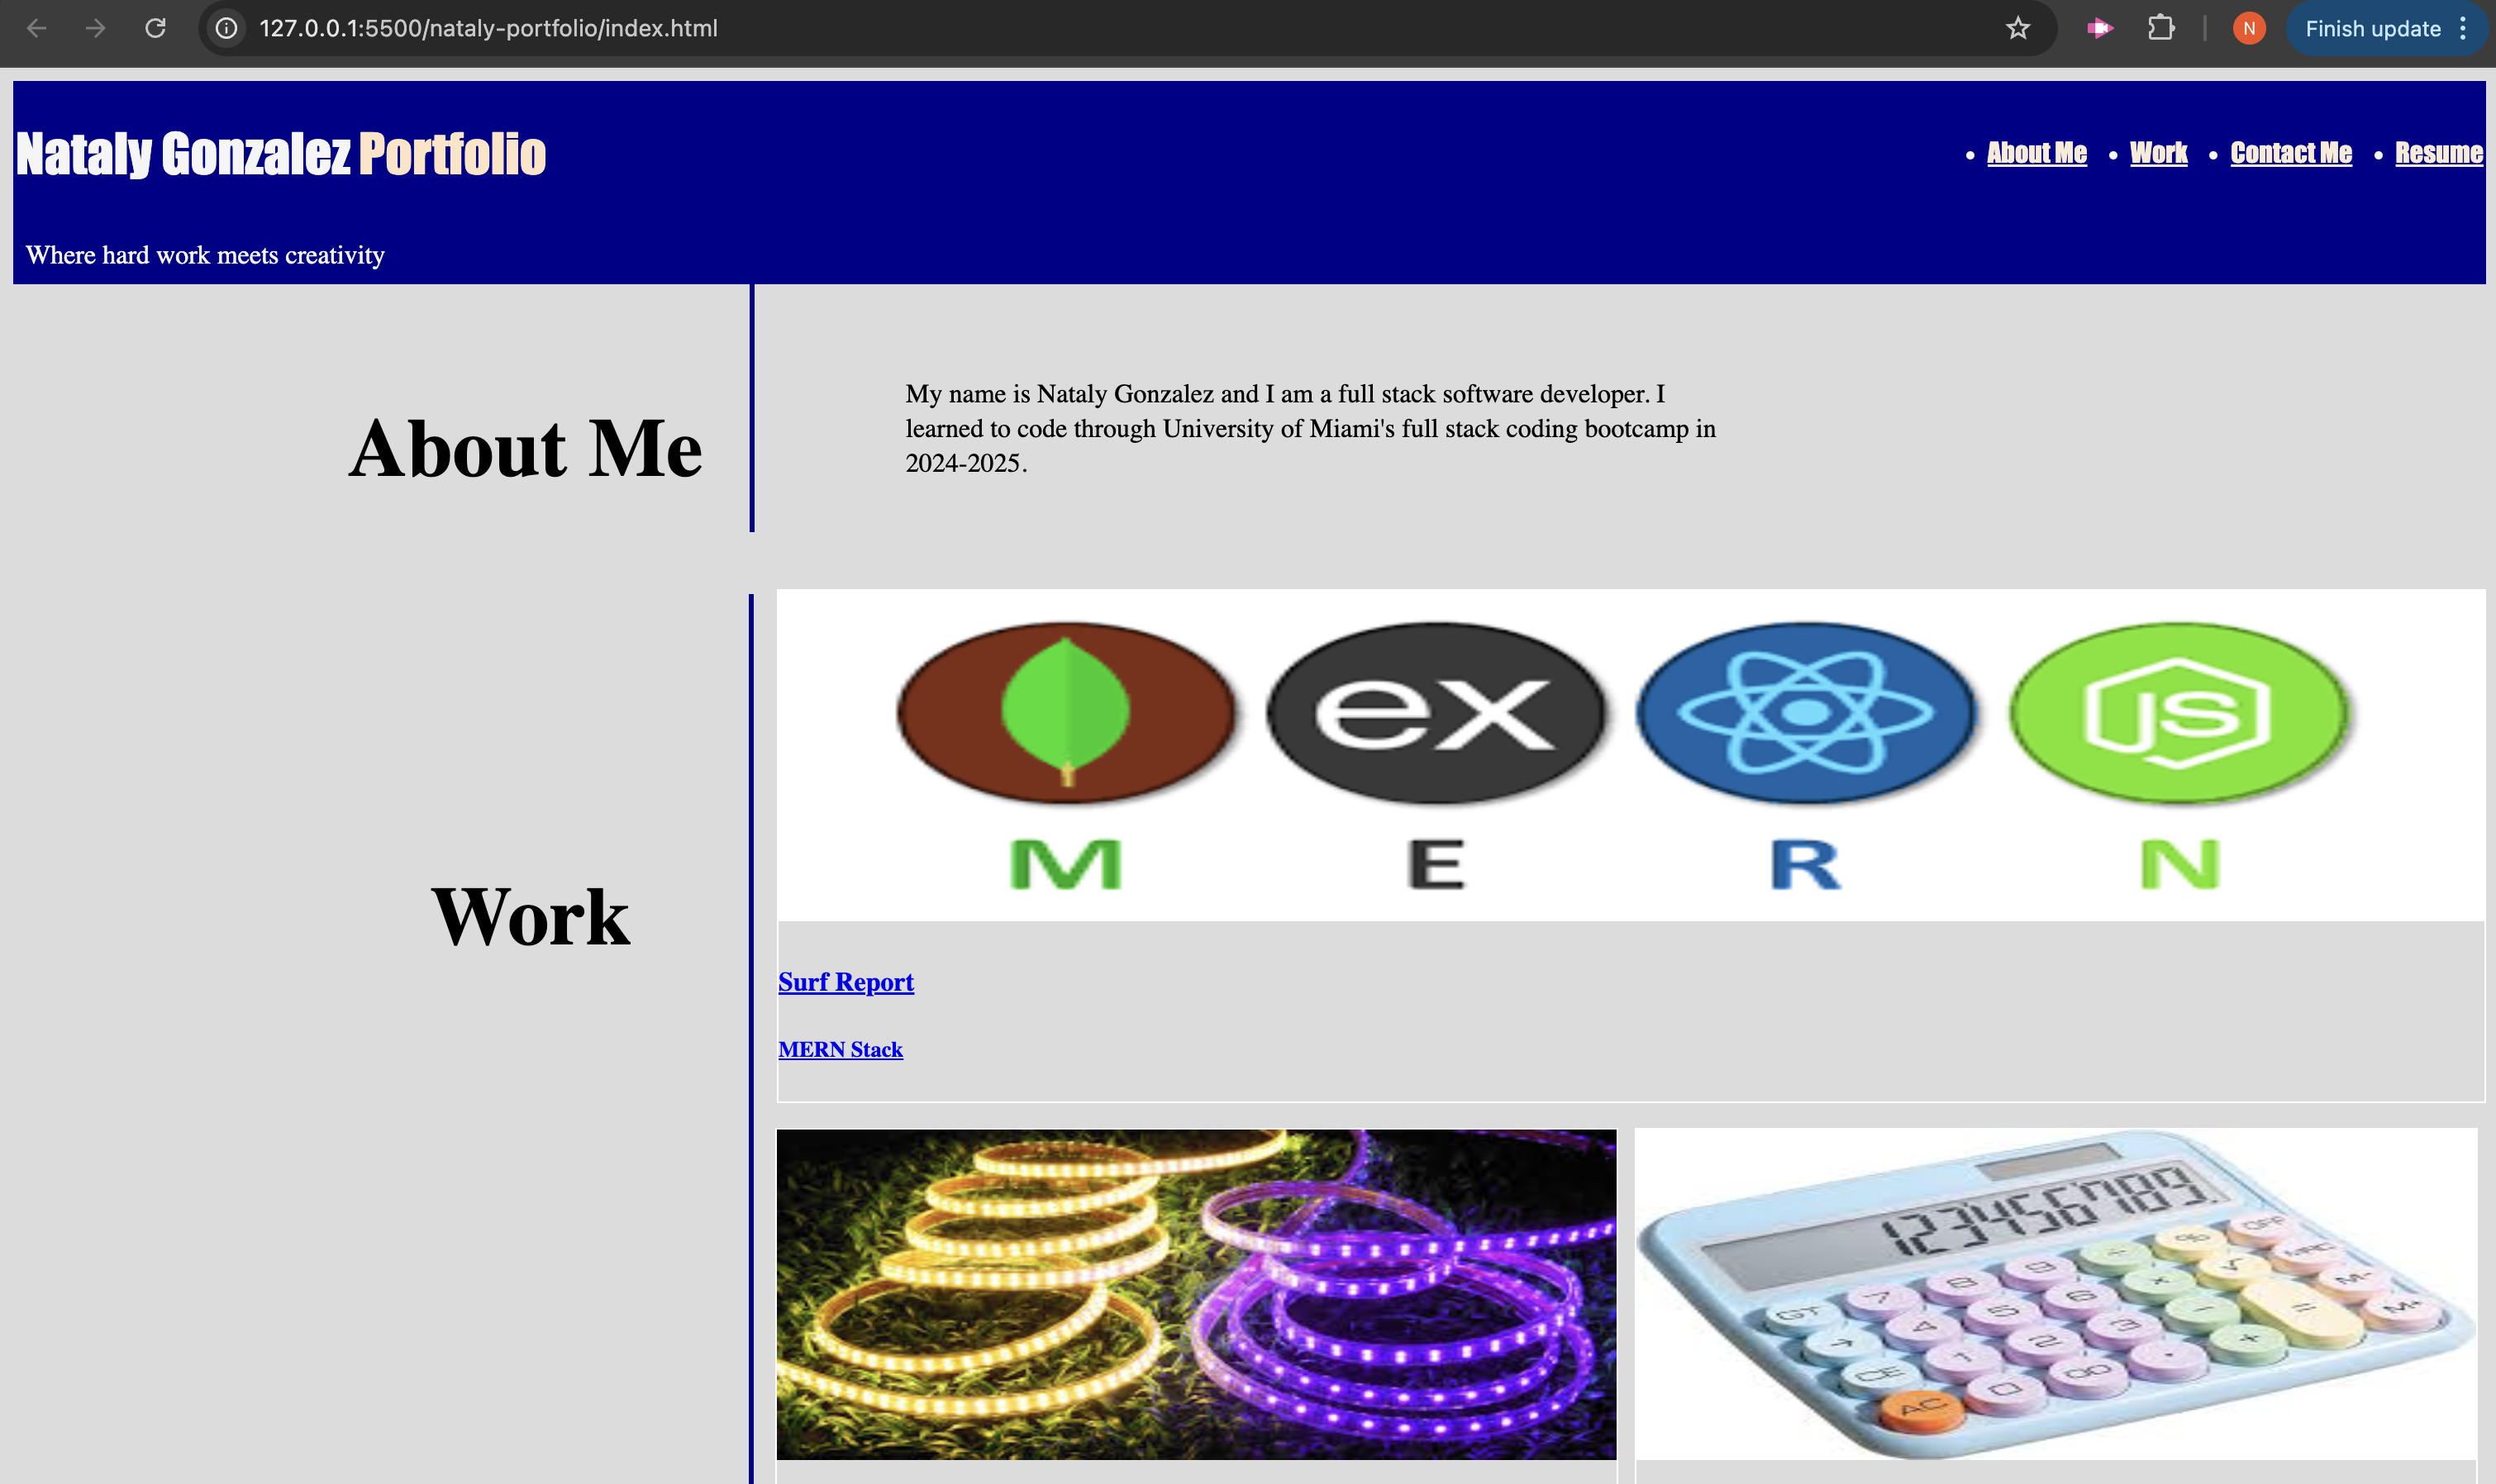 127.0.0.1:5500/nataly-portfolio/index.html
N
Finish update
Nataly Gonzalez Portfolio
About Me
Work
Contact Me
Resume
Where hard work meets creativity
About Me
My name is Nataly Gonzalez and I am a full stack software developer. I
learned to code through University of Miami's full stack coding bootcamp in
2024-2025.
Work
ex
JS
M E R N
Surf Report
MERN Stack
123456789.
OFF
%
GT 7 8 9 ÷ √ M-
→ 4 5 6 × = M+
CE 1 2 3 −
AC 0 00 . +